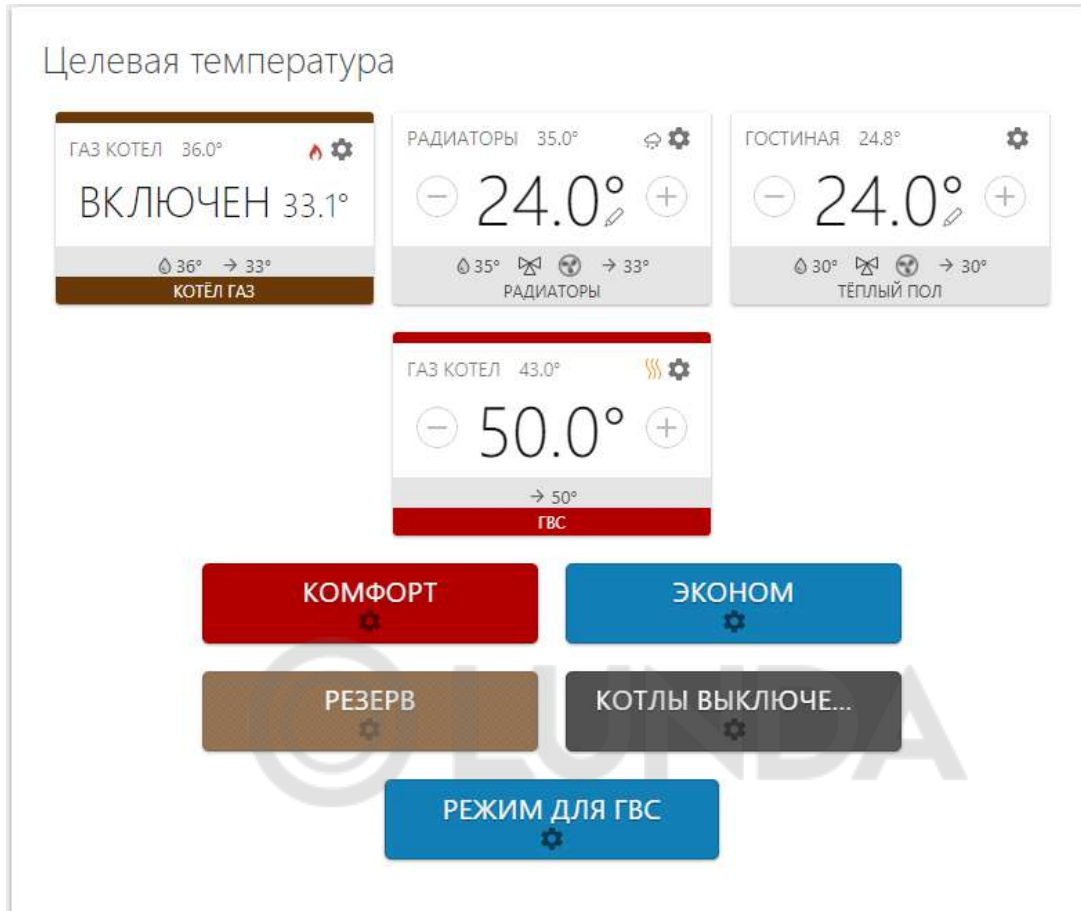 Целевая температура
ГАЗ КОТЕЛ 36.0°
ВКЛЮЧЕН 33.1°
36° → 33°
КОТЁЛ ГАЗ
РАДИАТОРЫ 35.0°
− 24.0° +
35° → 33°
РАДИАТОРЫ
ГОСТИНАЯ 24.8°
− 24.0° +
30° → 30°
ТЁПЛЫЙ ПОЛ
ГАЗ КОТЕЛ 43.0°
− 50.0° +
→ 50°
ГВС
КОМФОРТ
ЭКОНОМ
РЕЗЕРВ
КОТЛЫ ВЫКЛЮЧЕ...
LUNDA
РЕЖИМ ДЛЯ ГВС